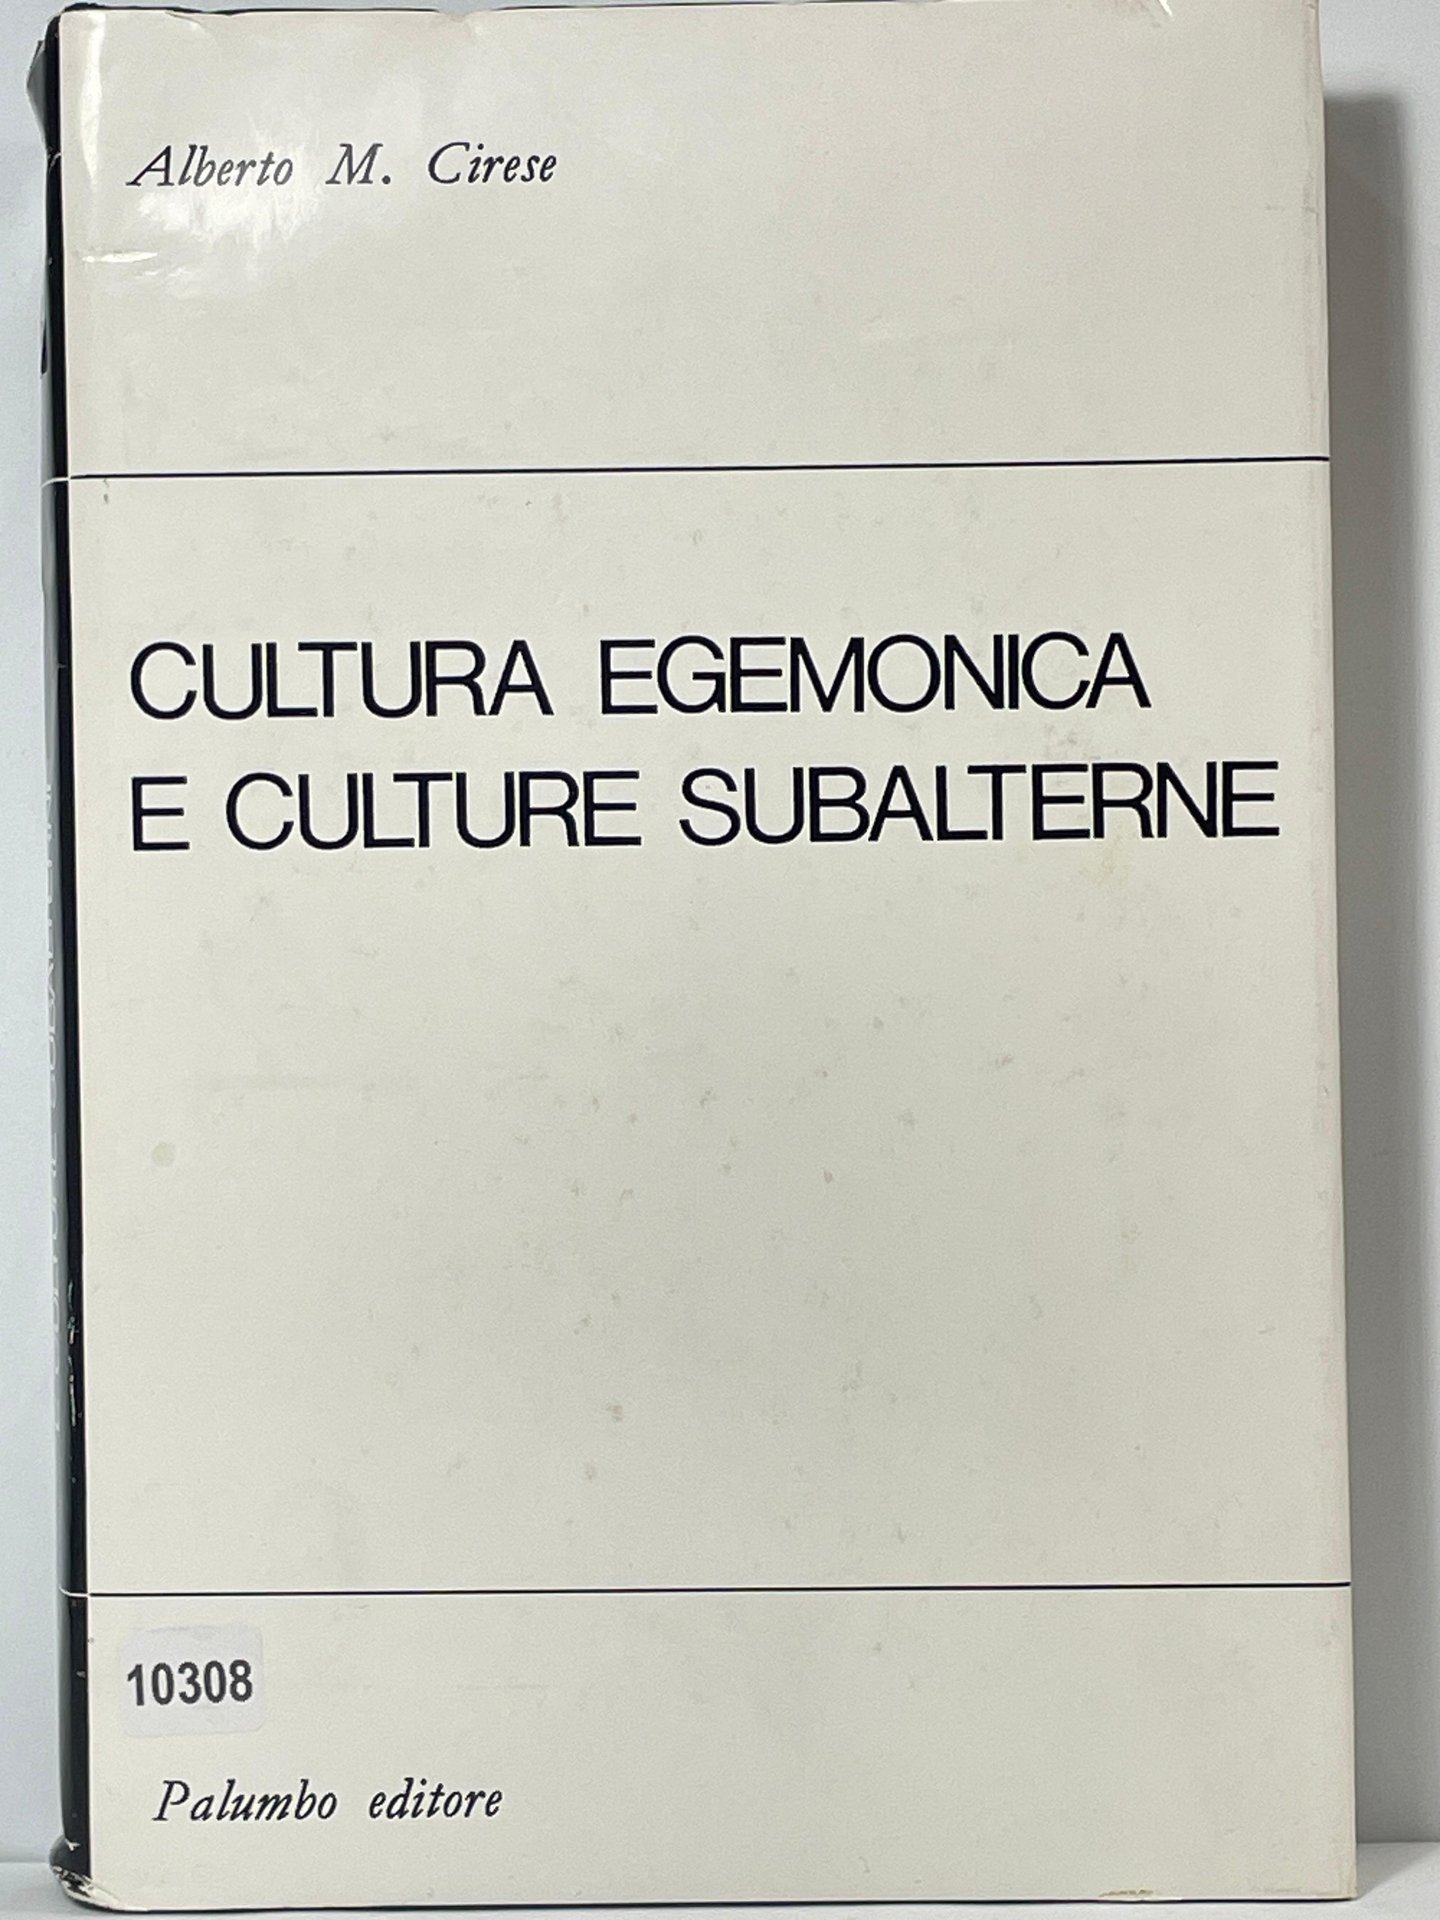 Alberto M. Cirese
CULTURA EGEMONICA
E CULTURE SUBALTERNE
10308
Palumbo editore